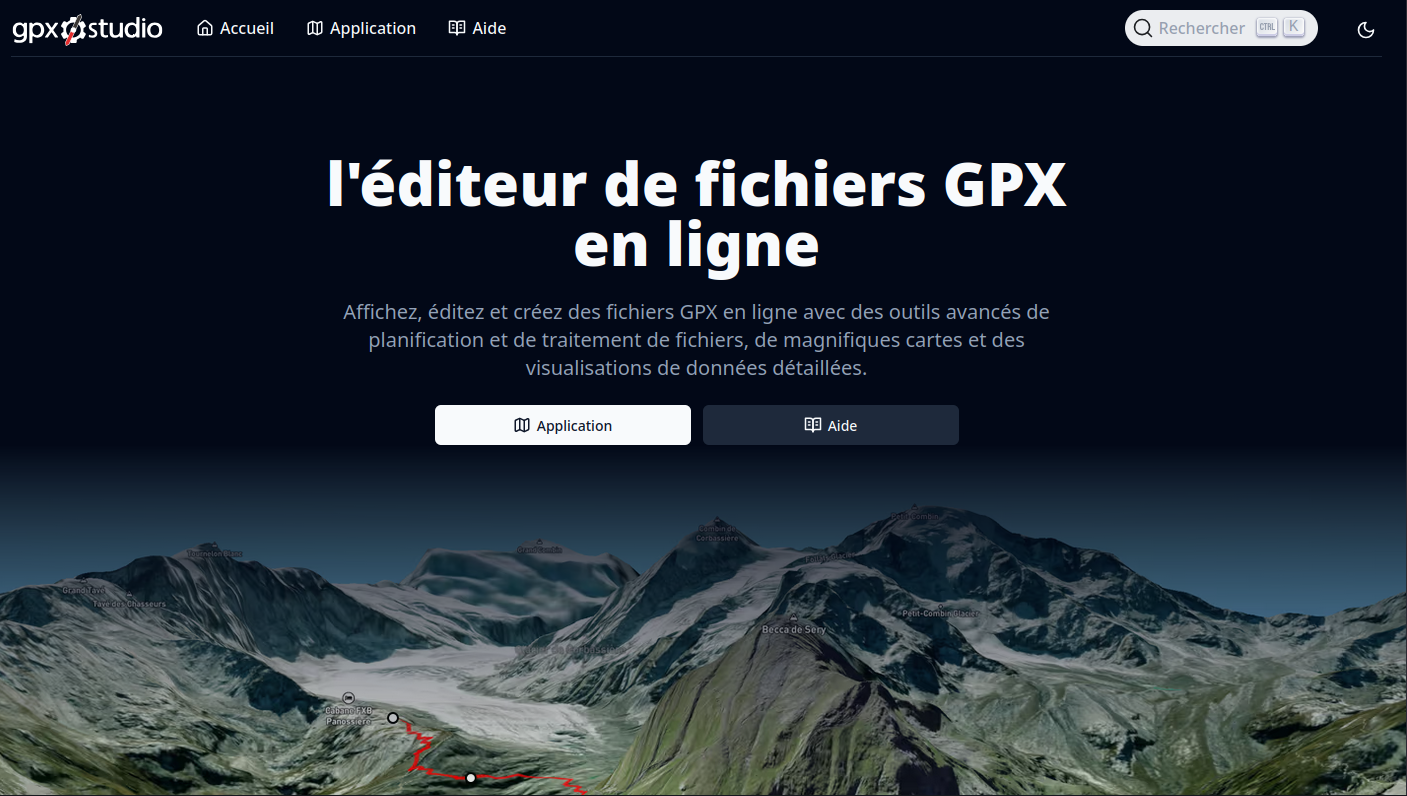 gpx studio
Accueil
Application
Aide
Rechercher
CTRL
K
l'éditeur de fichiers GPX
en ligne
Affichez, éditez et créez des fichiers GPX en ligne avec des outils avancés de
planification et de traitement de fichiers, de magnifiques cartes et des
visualisations de données détaillées.
Application
Aide
Petit-Combin
Combin de
Corbassière
Grand Combin
Tournelon Blanc
Grand Tavé
Tavé des Chasseurs
Petit-Combin Glacier
Becca de Sery
Cabane FXB
Panossière